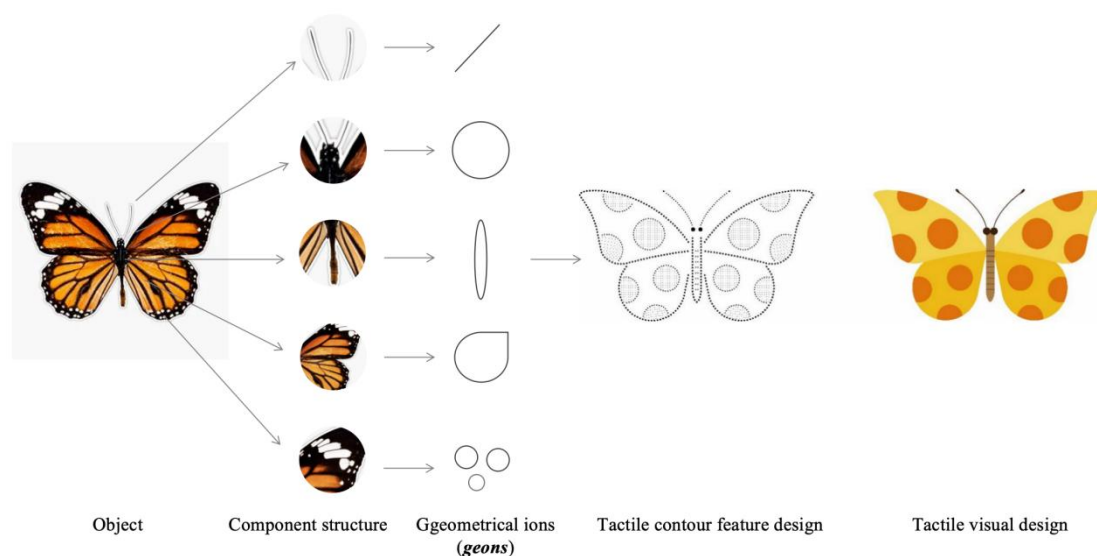 Object
Component structure
Ggeometrical ions
(geons)
Tactile contour feature design
Tactile visual design